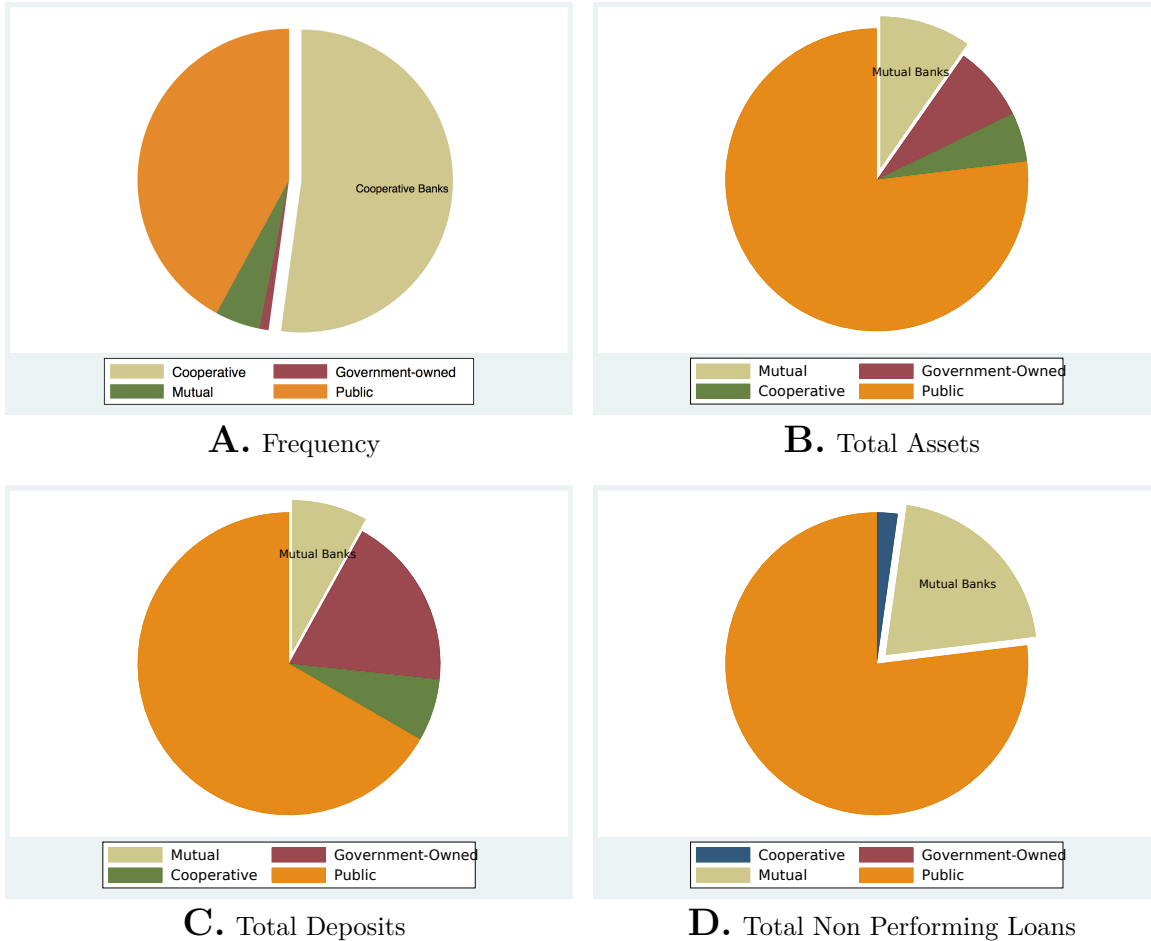 Cooperative Banks
Cooperative Government-owned
Mutual Public
A. Frequency
Mutual Banks
Mutual Government-Owned
Cooperative Public
B. Total Assets
Mutual Banks
Mutual Government-Owned
Cooperative Public
C. Total Deposits
Mutual Banks
Cooperative Government-Owned
Mutual Public
D. Total Non Performing Loans